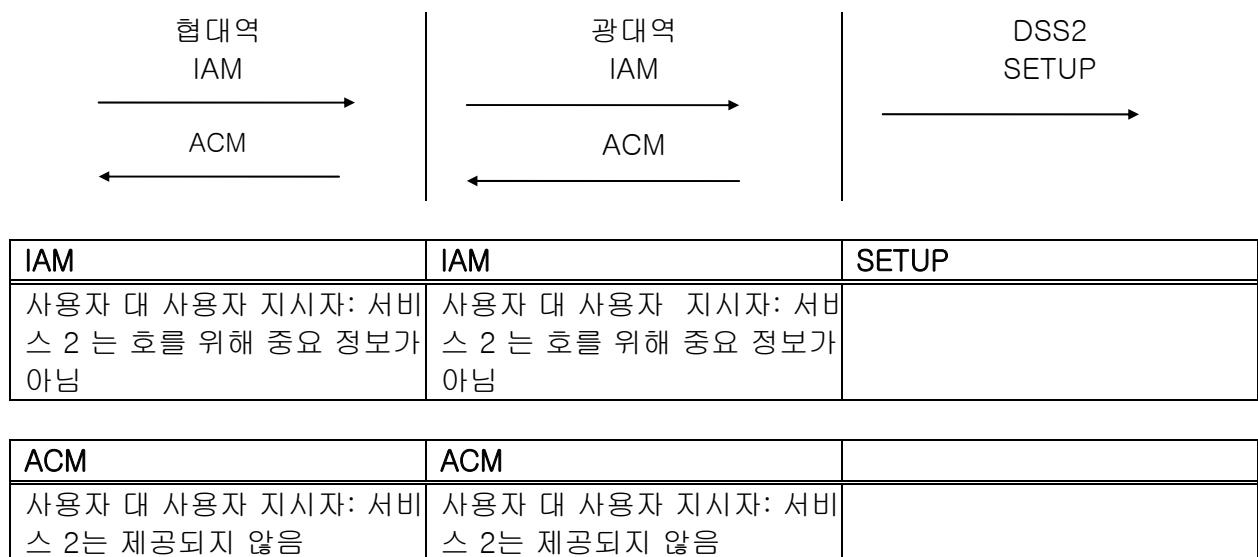 협대역 광대역 DSS2
IAM IAM SETUP
ACM ACM
IAM IAM SETUP
사용자 대 사용자 지시자: 서비 사용자 대 사용자 지시자: 서비
스 2 는 호를 위해 중요 정보가 스 2 는 호를 위해 중요 정보가
아님 아님
ACM ACM
사용자 대 사용자 지시자: 서비 사용자 대 사용자 지시자: 서비
스 2는 제공되지 않음 스 2는 제공되지 않음